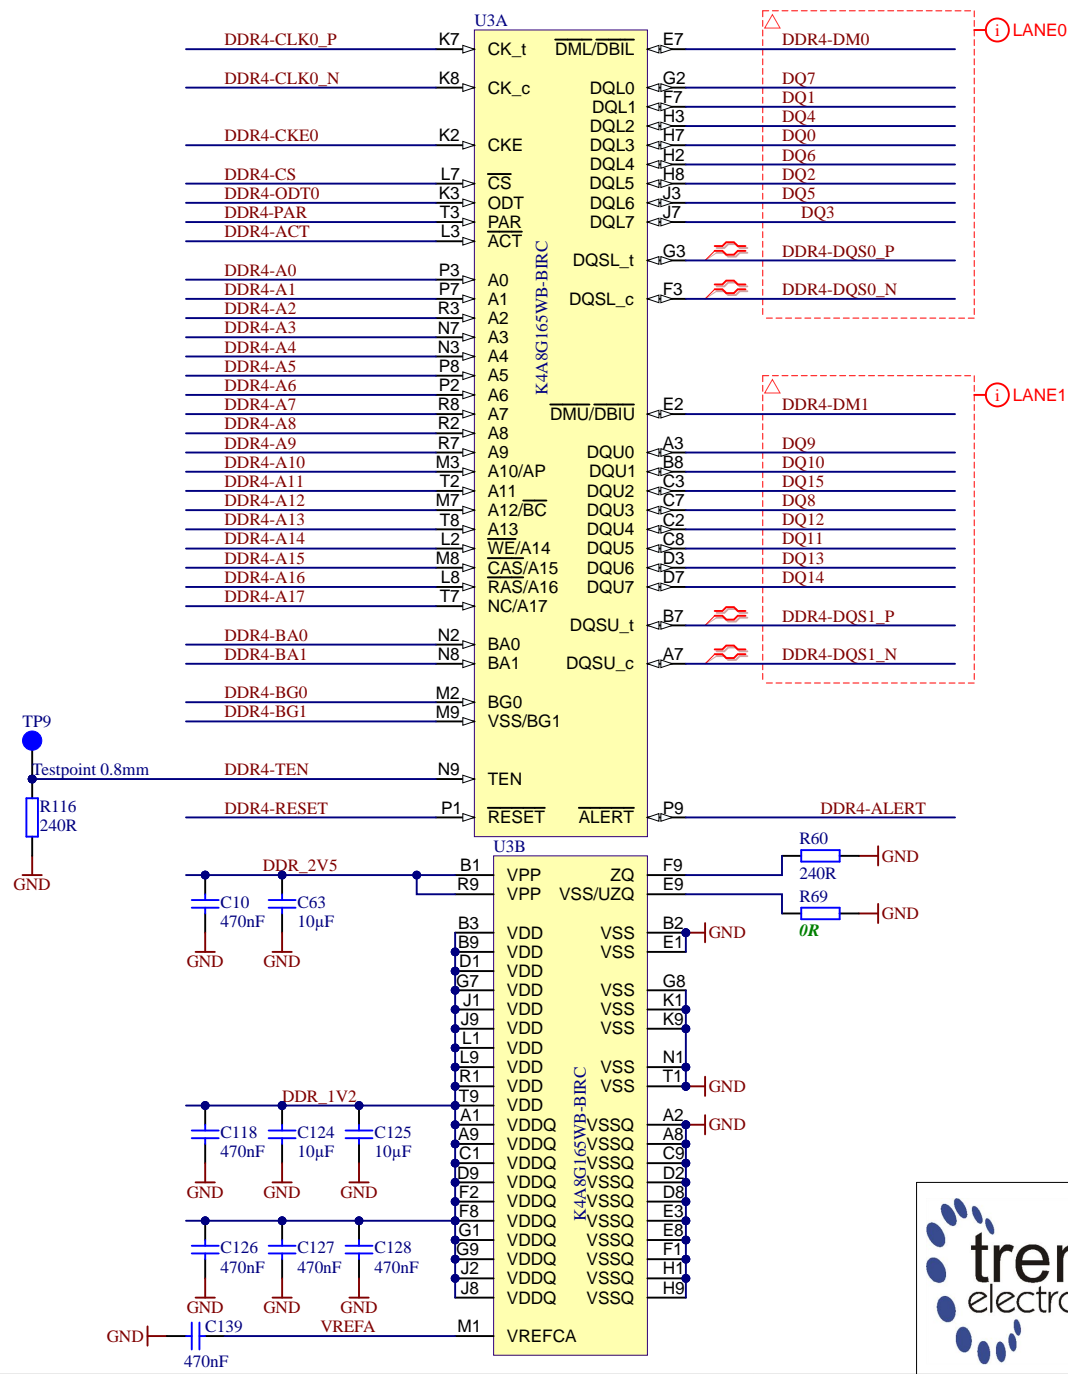 U3A
DDR4-CLK0_P K7 CK_t DML/DBIL E7 DDR4-DM0
LANE0
DDR4-CLK0_N K8 CK_c DQL0 G2 DQ7
DQL1 F7 DQ1
DQL2 H3 DQ4
DDR4-CKE0 K2 CKE DQL3 H7 DQ0
DQL4 H2 DQ6
DDR4-CS L7 CS DQL5 H8 DQ2
DDR4-ODT0 K3 ODT DQL6 J3 DQ5
DDR4-PAR T3 PAR DQL7 J7 DQ3
DDR4-ACT L3 ACT
DQSL_t G3 DDR4-DQS0_P
DDR4-A0 P3 A0
DDR4-A1 P7 A1 DQSL_c F3 DDR4-DQS0_N
DDR4-A2 R3 A2
DDR4-A3 N7 A3
DDR4-A4 N3 A4
DDR4-A5 P8 A5
DDR4-A6 P2 A6
LANE1
DDR4-A7 R8 A7 DMU/DBIU E2 DDR4-DM1
DDR4-A8 R2 A8
DDR4-A9 R7 A9 DQU0 A3 DQ9
DDR4-A10 M3 A10/AP DQU1 B8 DQ10
DDR4-A11 T2 A11 DQU2 C3 DQ15
DDR4-A12 M7 A12/BC DQU3 C7 DQ8
DDR4-A13 T8 A13 DQU4 C2 DQ12
DDR4-A14 L2 WE/A14 DQU5 C8 DQ11
DDR4-A15 M8 CAS/A15 DQU6 D3 DQ13
DDR4-A16 L8 RAS/A16 DQU7 D7 DQ14
DDR4-A17 T7 NC/A17
DQSU_t B7 DDR4-DQS1_P
DDR4-BA0 N2 BA0
DDR4-BA1 N8 BA1 DQSU_c A7 DDR4-DQS1_N
DDR4-BG0 M2 BG0
DDR4-BG1 M9 VSS/BG1
K4A8G165WB-BIRC
TP9
Testpoint 0.8mm DDR4-TEN N9 TEN
R116
240R
GND
DDR4-RESET P1 RESET ALERT P9 DDR4-ALERT
U3B
DDR_2V5 B1 VPP ZQ F9 R60 240R GND
R9 VPP VSS/UZQ E9 R69 0R GND
C10 470nF GND
C63 10µF GND
B3 VDD VSS B2 GND
B9 VDD VSS E1
D1 VDD
G7 VDD VSS G8
J1 VDD VSS K1
J9 VDD VSS K9
L1 VDD
L9 VDD VSS N1
R1 VDD VSS T1 GND
DDR_1V2 T9 VDD
A1 VDDQ VSSQ A2 GND
A9 VDDQ VSSQ A8
C1 VDDQ VSSQ C9
D9 VDDQ VSSQ D2
F2 VDDQ VSSQ D8
F8 VDDQ VSSQ E3
G1 VDDQ VSSQ E8
G9 VDDQ VSSQ F1
J2 VDDQ VSSQ H1
J8 VDDQ VSSQ H9
K4A8G165WB-BIRC
C118 470nF GND
C124 10µF GND
C125 10µF GND
C126 470nF GND
C127 470nF GND
C128 470nF GND
GND C139 470nF VREFA M1 VREFCA
tren
electro